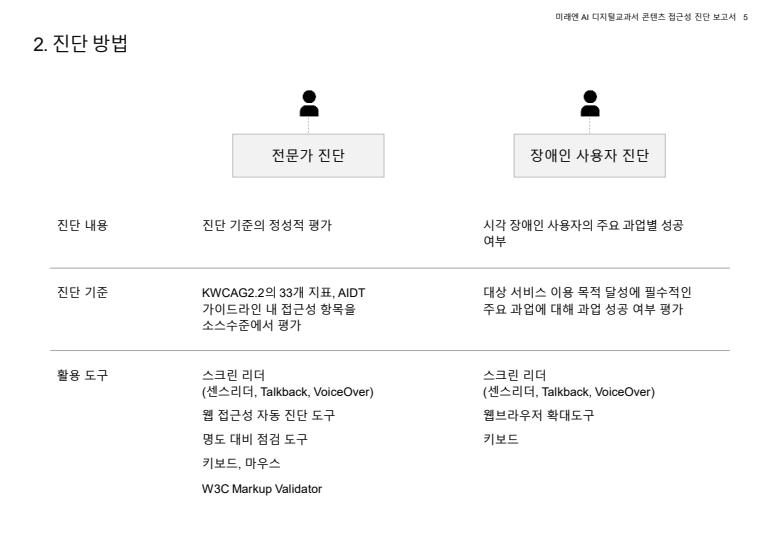 미래엔 AI 디지털교과서 콘텐츠 접근성 진단 보고서 5
2. 진단 방법
전문가 진단
장애인 사용자 진단
진단 내용
진단 기준의 정성적 평가
시각 장애인 사용자의 주요 과업별 성공
여부
진단 기준
KWCAG2.2의 33개 지표, AIDT
가이드라인 내 접근성 항목을
소스수준에서 평가
대상 서비스 이용 목적 달성에 필수적인
주요 과업에 대해 과업 성공 여부 평가
활용 도구
스크린 리더
(센스리더, Talkback, VoiceOver)
웹 접근성 자동 진단 도구
명도 대비 점검 도구
키보드, 마우스
W3C Markup Validator
스크린 리더
(센스리더, Talkback, VoiceOver)
웹브라우저 확대도구
키보드